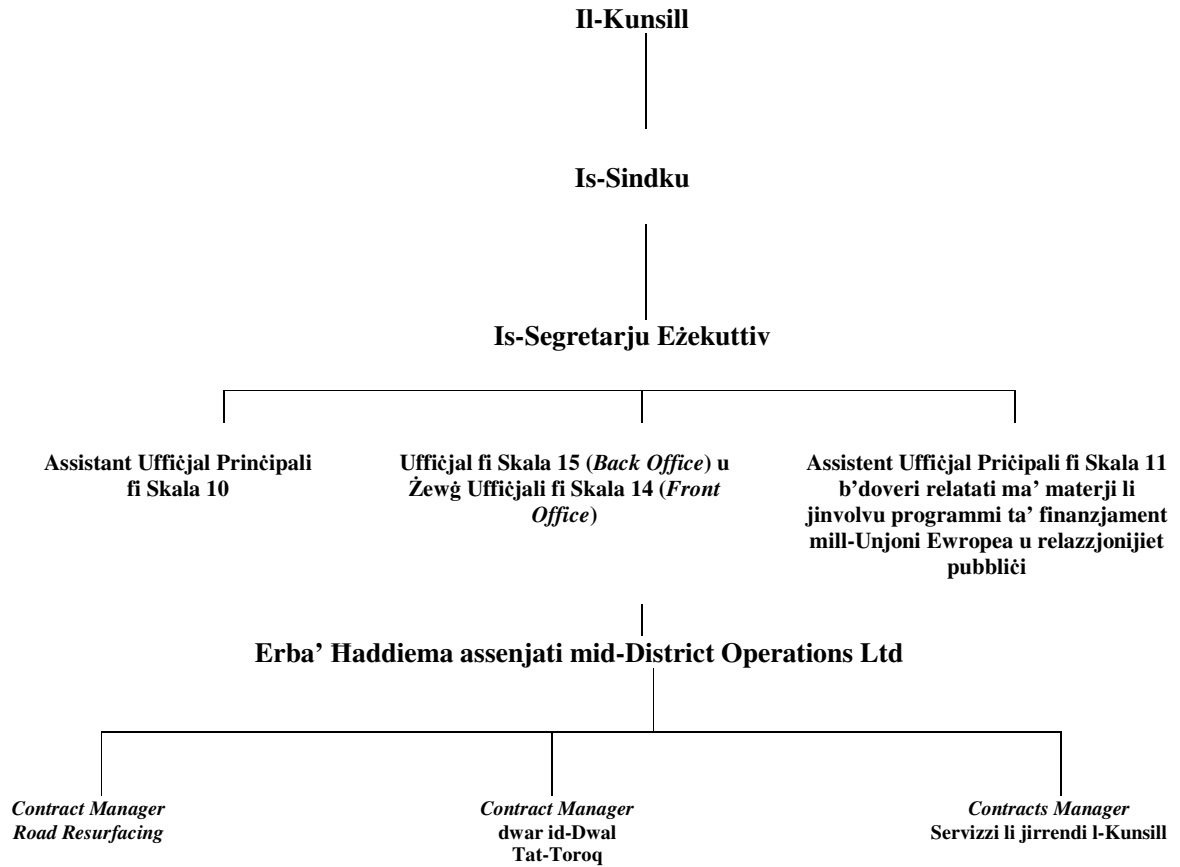 Il-Kunsill
Is-Sindku
Is-Segretarju Eżekuttiv
Assistant Uffiċjal Prinċipali
fi Skala 10
Uffiċjal fi Skala 15 (Back Office) u
Żewġ Uffiċjali fi Skala 14 (Front
Office)
Assistent Uffiċjal Priċipali fi Skala 11
b'doveri relatati ma' materji li
jinvolvu programmi ta' finanzjament
mill-Unjoni Ewropea u relazzjonijiet
pubbliċi
Erba' Ħaddiema assenjati mid-District Operations Ltd
Contract Manager
Road Resurfacing
Contract Manager
dwar id-Dwal
Tat-Toroq
Contracts Manager
Servizzi li jirrendi l-Kunsill